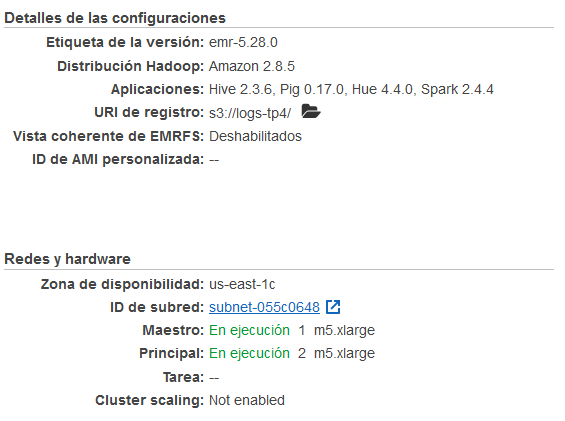 Detalles de las configuraciones
Etiqueta de la versión: emr-5.28.0
Distribución Hadoop: Amazon 2.8.5
Aplicaciones: Hive 2.3.6, Pig 0.17.0, Hue 4.4.0, Spark 2.4.4
URI de registro: s3://logs-tp4/
Vista coherente de EMRFS: Deshabilitados
ID de AMI personalizada: --
Redes y hardware
Zona de disponibilidad: us-east-1c
ID de subred: subnet-055c0648
Maestro: En ejecución 1 m5.xlarge
Principal: En ejecución 2 m5.xlarge
Tarea: --
Cluster scaling: Not enabled